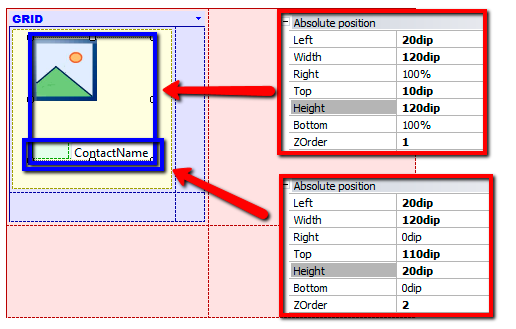 GRID
ContactName
Absolute position
Left 20dip
Width 120dip
Right 100%
Top 10dip
Height 120dip
Bottom 100%
ZOrder 1
Absolute position
Left 20dip
Width 120dip
Right 0dip
Top 110dip
Height 20dip
Bottom 0dip
ZOrder 2